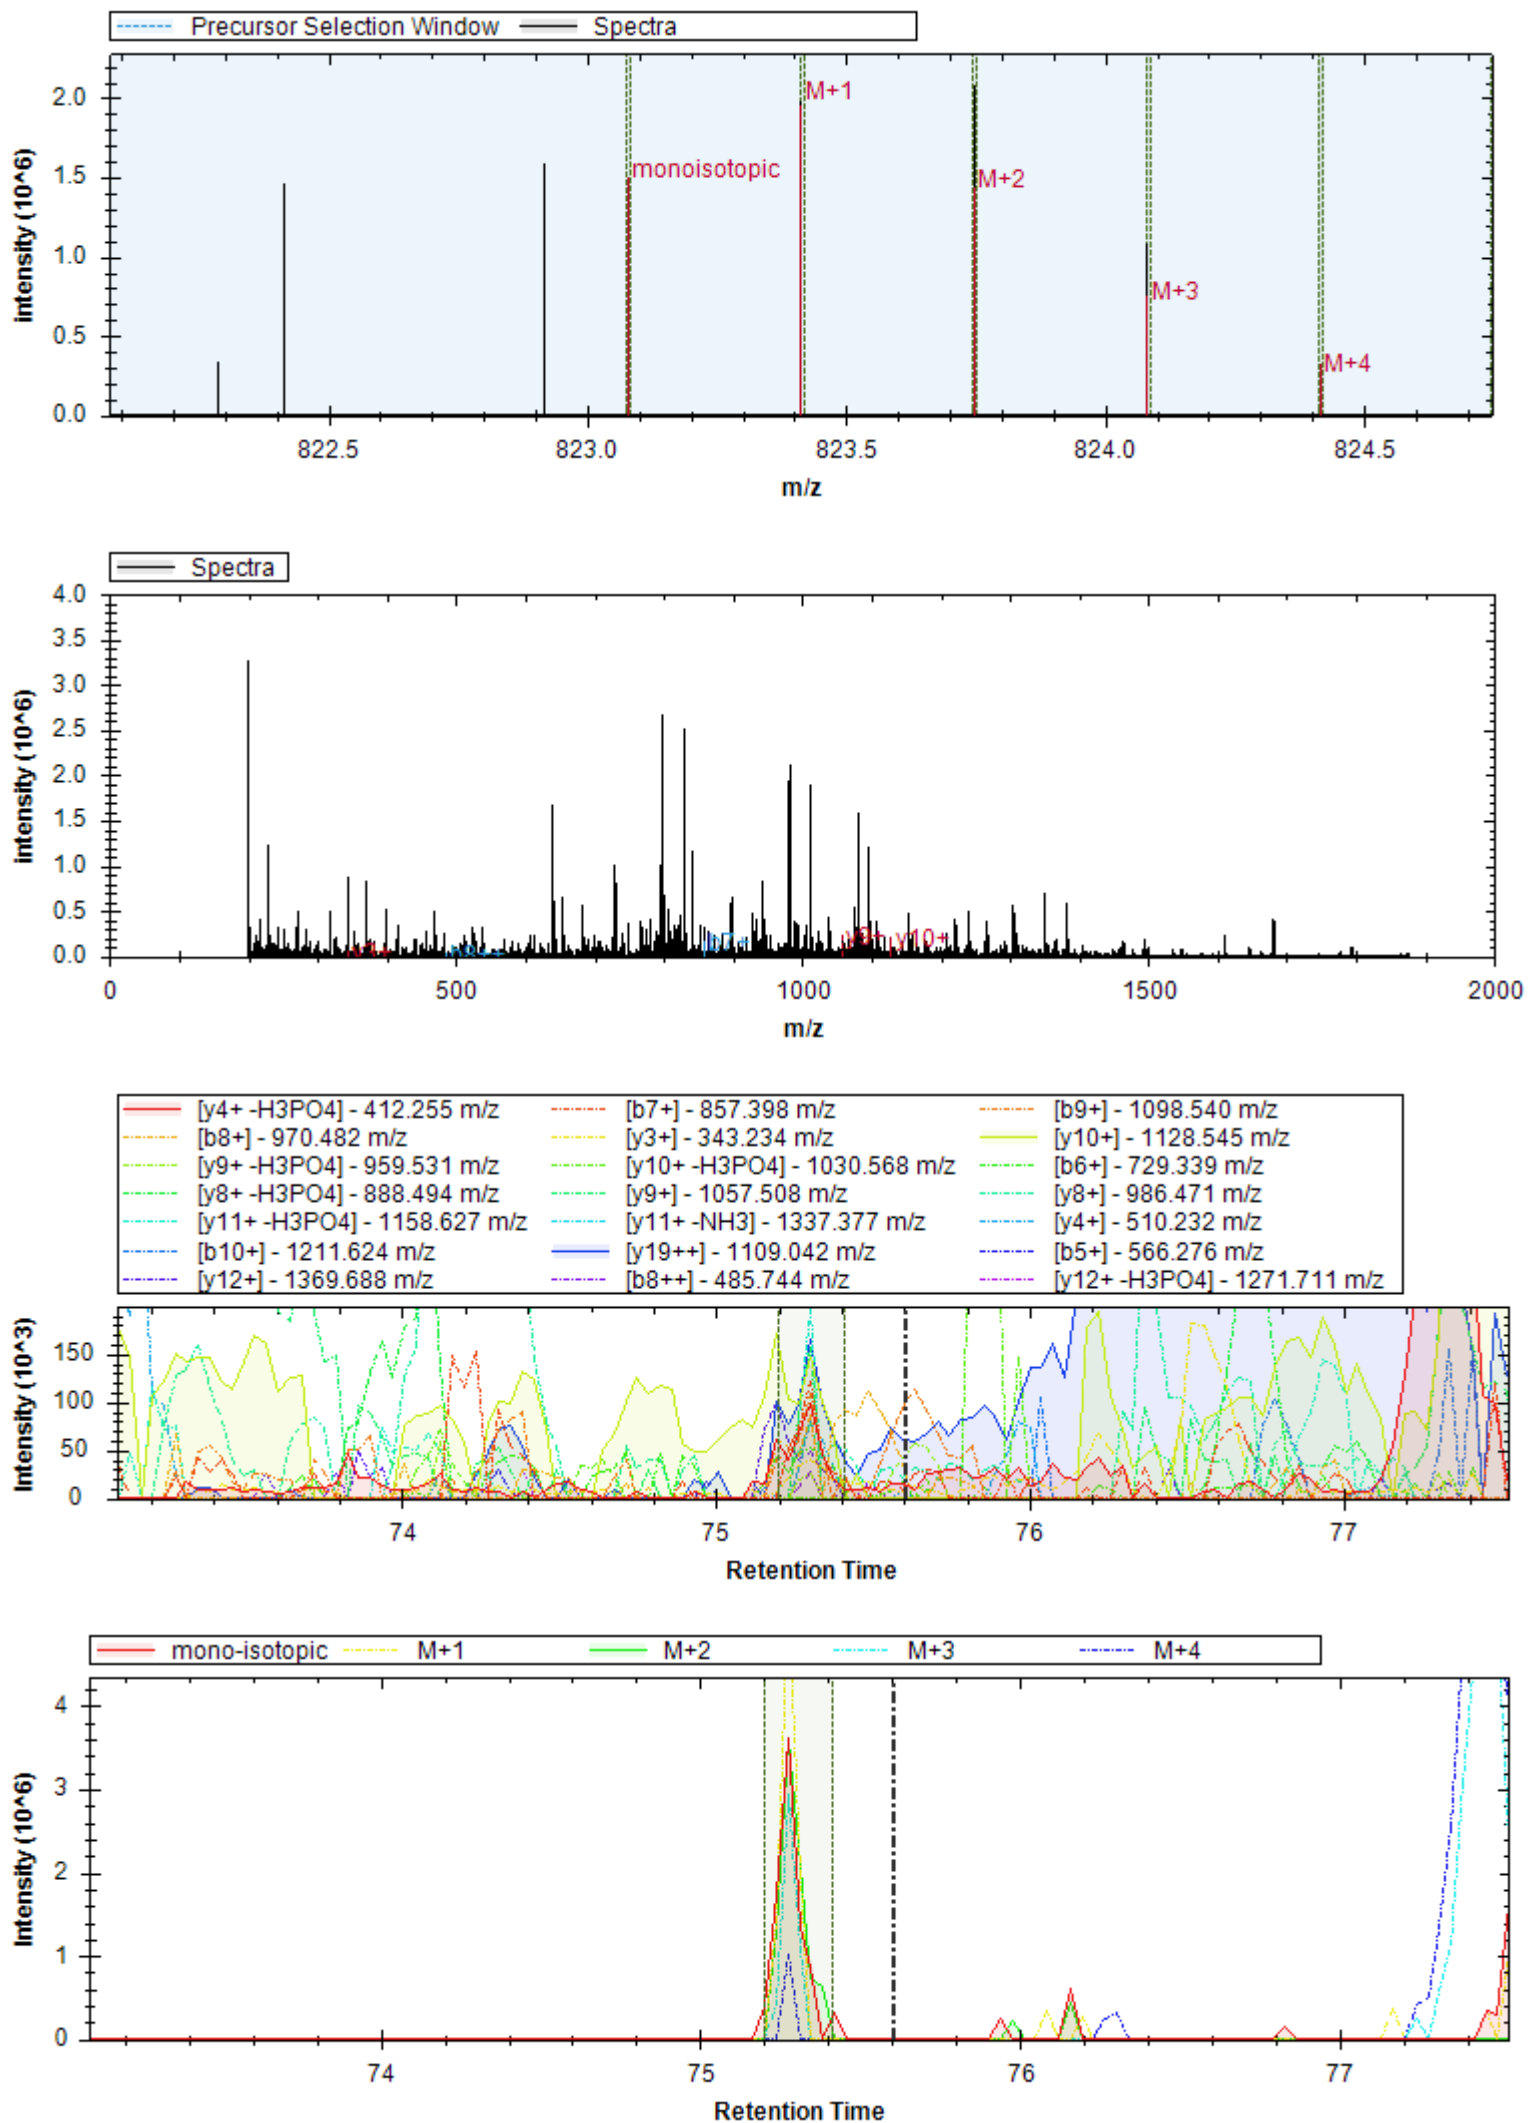 Precursor Selection Window Spectra
2.0
1.5
1.0
0.5
0.0
intensity (10^6)
M+1
monoisotopic
M+2
M+3
M+4
822.5 823.0 823.5 824.0 824.5
m/z
Spectra
4.0
3.5
3.0
2.5
2.0
1.5
1.0
0.5
0.0
intensity (10^6)
y3+ b8++ b7+ y9+ y10+
0 500 1000 1500 2000
m/z
[y4+ -H3PO4] - 412.255 m/z [b7+] - 857.398 m/z [b9+] - 1098.540 m/z
[b8+] - 970.482 m/z [y3+] - 343.234 m/z [y10+] - 1128.545 m/z
[y9+ -H3PO4] - 959.531 m/z [y10+ -H3PO4] - 1030.568 m/z [b6+] - 729.339 m/z
[y8+ -H3PO4] - 888.494 m/z [y9+] - 1057.508 m/z [y8+] - 986.471 m/z
[y11+ -H3PO4] - 1158.627 m/z [y11+ -NH3] - 1337.377 m/z [y4+] - 510.232 m/z
[b10+] - 1211.624 m/z [y19++] - 1109.042 m/z [b5+] - 566.276 m/z
[y12+] - 1369.688 m/z [b8++] - 485.744 m/z [y12+ -H3PO4] - 1271.711 m/z
150
100
50
0
Intensity (10^3)
74 75 76 77
Retention Time
mono-isotopic M+1 M+2 M+3 M+4
4
3
2
1
0
Intensity (10^6)
74 75 76 77
Retention Time